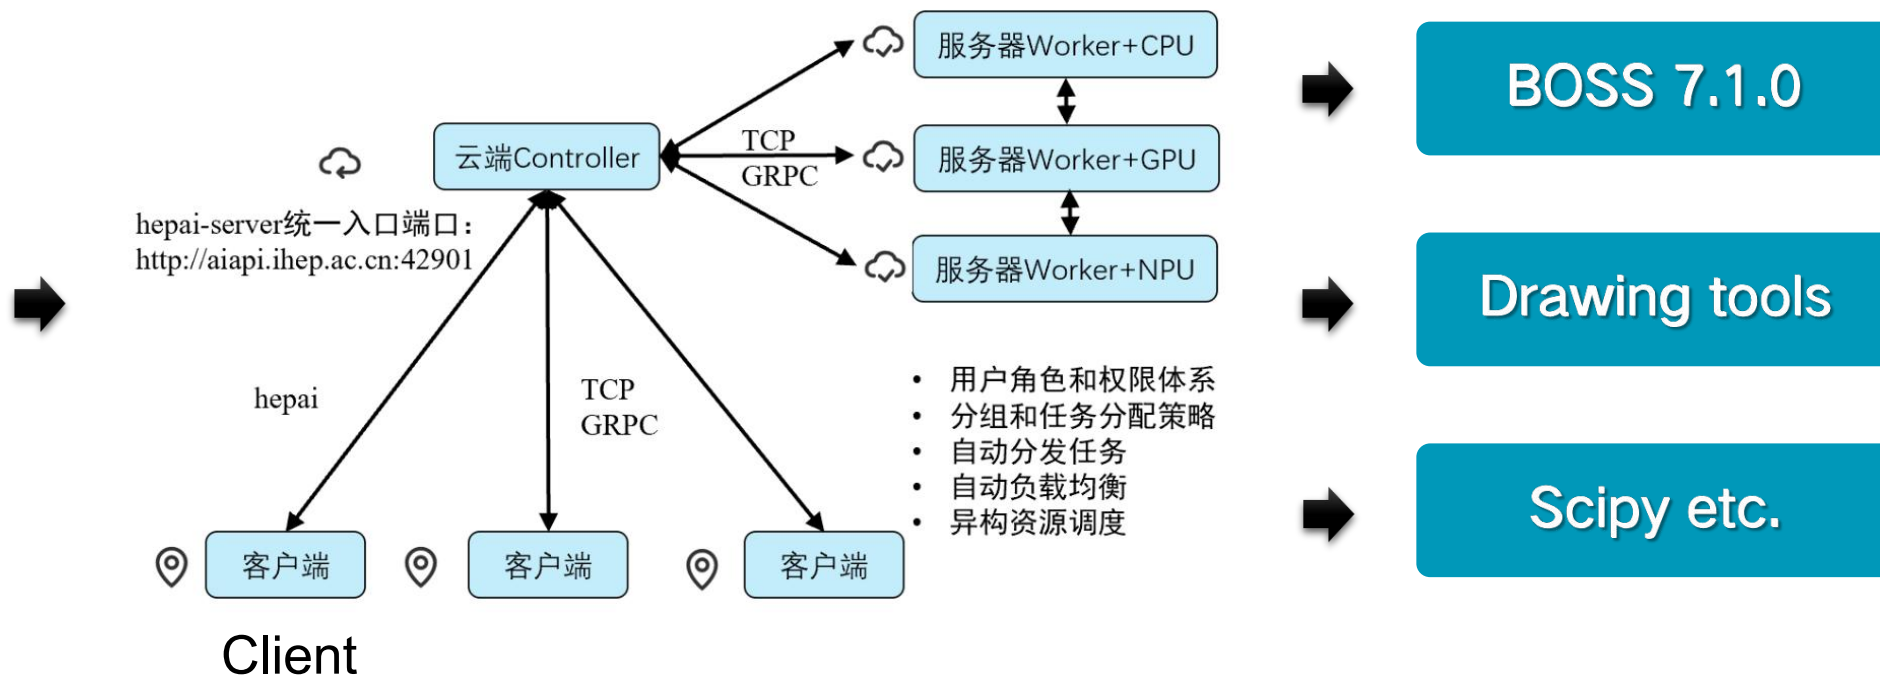 服务器Worker+CPU
BOSS 7.1.0
云端Controller
TCP
GRPC
服务器Worker+GPU
hepai-server统一入口端口：
http://aiapi.ihep.ac.cn:42901
服务器Worker+NPU
Drawing tools
hepai
TCP
GRPC
• 用户角色和权限体系
• 分组和任务分配策略
• 自动分发任务
• 自动负载均衡
• 异构资源调度
Scipy etc.
客户端
客户端
客户端
Client